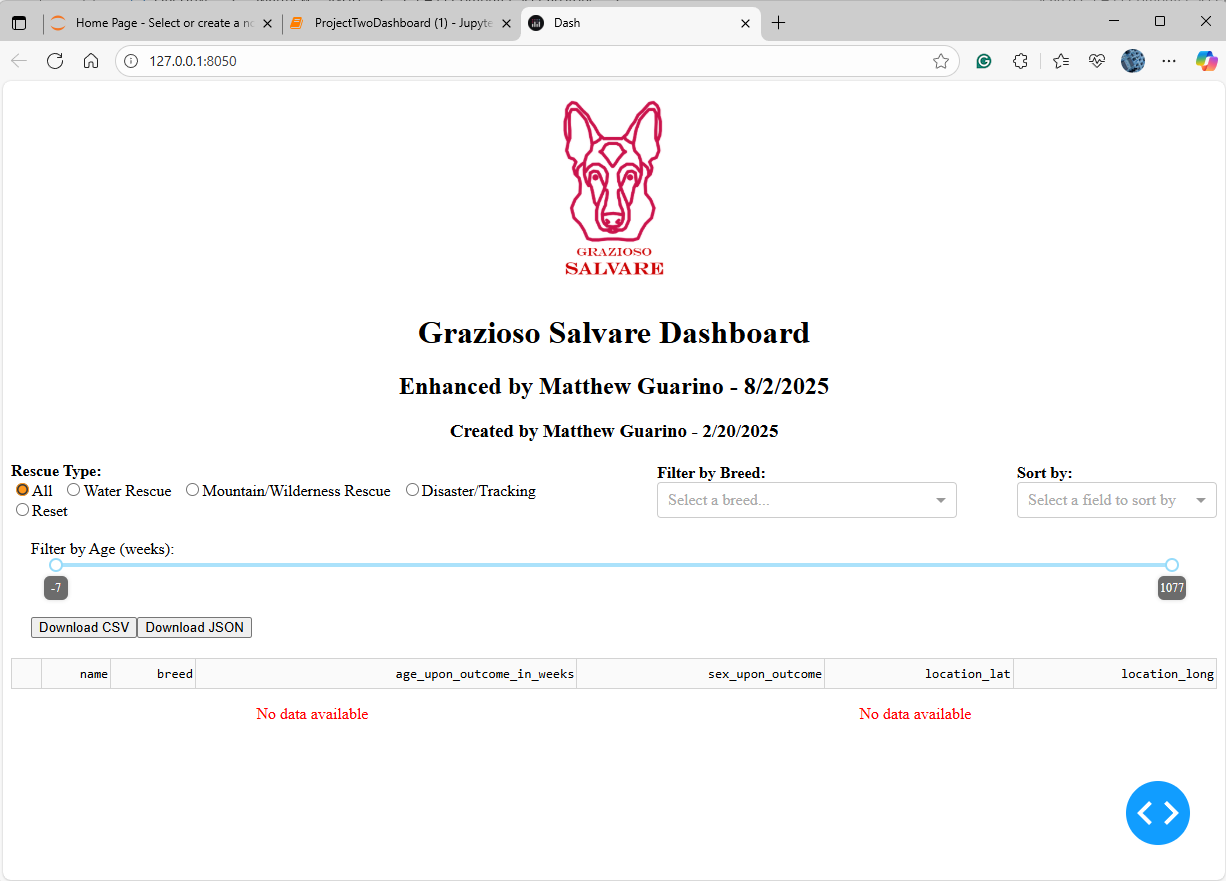 Home Page - Select or create a n
ProjectTwoDashboard (1) - Jupyte
Dash
127.0.0.1:8050
GRAZIOSO
SALVARE
Grazioso Salvare Dashboard
Enhanced by Matthew Guarino - 8/2/2025
Created by Matthew Guarino - 2/20/2025
Rescue Type:
All Water Rescue Mountain/Wilderness Rescue Disaster/Tracking
Reset
Filter by Breed:
Select a breed...
Sort by:
Select a field to sort by
Filter by Age (weeks):
-7 1077
Download CSV Download JSON
name breed age_upon_outcome_in_weeks sex_upon_outcome location_lat location_long
No data available No data available